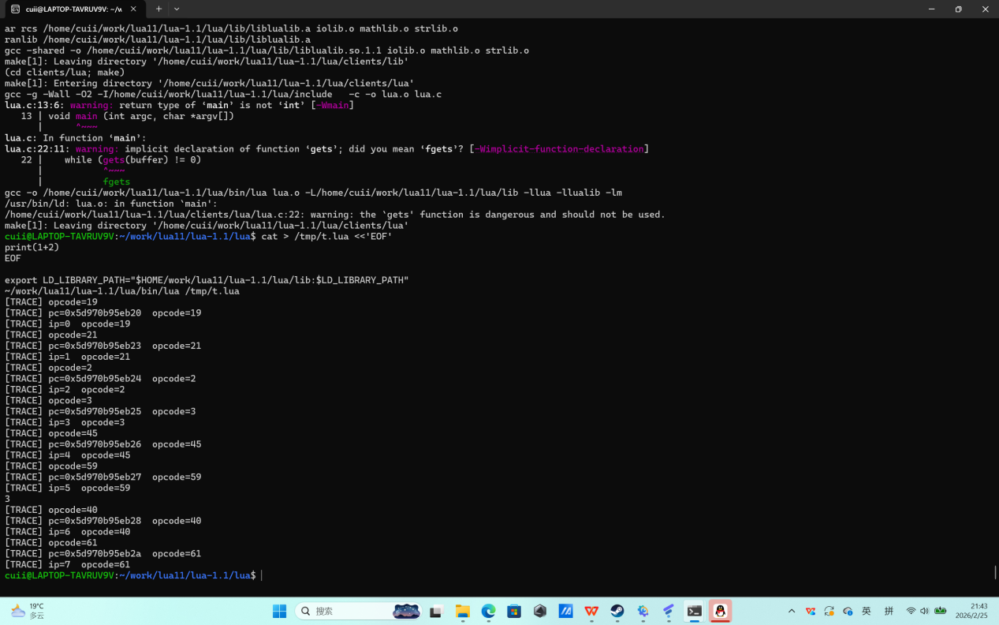 cuii@LAPTOP-TAVRUV9V: ~/w
ar rcs /home/cuii/work/lua11/lua-1.1/lua/lib/liblualib.a iolib.o mathlib.o strlib.o
ranlib /home/cuii/work/lua11/lua-1.1/lua/lib/liblualib.a
gcc -shared -o /home/cuii/work/lua11/lua-1.1/lua/lib/liblualib.so.1.1 iolib.o mathlib.o strlib.o
make[1]: Leaving directory '/home/cuii/work/lua11/lua-1.1/lua/clients/lib'
(cd clients/lua; make)
make[1]: Entering directory '/home/cuii/work/lua11/lua-1.1/lua/clients/lua'
gcc -g -Wall -O2 -I/home/cuii/work/lua11/lua-1.1/lua/include   -c -o lua.o lua.c
lua.c:13:6: warning: return type of ‘main’ is not ‘int’ [-Wmain]
   13 | void main (int argc, char *argv[])
      |      ^~~~
lua.c: In function ‘main’:
lua.c:22:11: warning: implicit declaration of function ‘gets’; did you mean ‘fgets’? [-Wimplicit-function-declaration]
   22 |    while (gets(buffer) != 0)
      |           ^~~~
      |           fgets
gcc -o /home/cuii/work/lua11/lua-1.1/lua/bin/lua lua.o -L/home/cuii/work/lua11/lua-1.1/lua/lib -llua -llualib -lm
/usr/bin/ld: lua.o: in function `main':
/home/cuii/work/lua11/lua-1.1/lua/clients/lua/lua.c:22: warning: the `gets' function is dangerous and should not be used.
make[1]: Leaving directory '/home/cuii/work/lua11/lua-1.1/lua/clients/lua'
cuii@LAPTOP-TAVRUV9V:~/work/lua11/lua-1.1/lua$ cat > /tmp/t.lua <<'EOF'
print(1+2)
EOF
export LD_LIBRARY_PATH="$HOME/work/lua11/lua-1.1/lua/lib:$LD_LIBRARY_PATH"
~/work/lua11/lua-1.1/lua/bin/lua /tmp/t.lua
[TRACE] opcode=19
[TRACE] pc=0x5d970b95eb20  opcode=19
[TRACE] ip=0  opcode=19
[TRACE] opcode=21
[TRACE] pc=0x5d970b95eb23  opcode=21
[TRACE] ip=1  opcode=21
[TRACE] opcode=2
[TRACE] pc=0x5d970b95eb24  opcode=2
[TRACE] ip=2  opcode=2
[TRACE] opcode=3
[TRACE] pc=0x5d970b95eb25  opcode=3
[TRACE] ip=3  opcode=3
[TRACE] opcode=45
[TRACE] pc=0x5d970b95eb26  opcode=45
[TRACE] ip=4  opcode=45
[TRACE] opcode=59
[TRACE] pc=0x5d970b95eb27  opcode=59
[TRACE] ip=5  opcode=59
3
[TRACE] opcode=40
[TRACE] pc=0x5d970b95eb28  opcode=40
[TRACE] ip=6  opcode=40
[TRACE] opcode=61
[TRACE] pc=0x5d970b95eb2a  opcode=61
[TRACE] ip=7  opcode=61
cuii@LAPTOP-TAVRUV9V:~/work/lua11/lua-1.1/lua$
19°C
多云
搜索
英 拼
21:43
2026/2/25